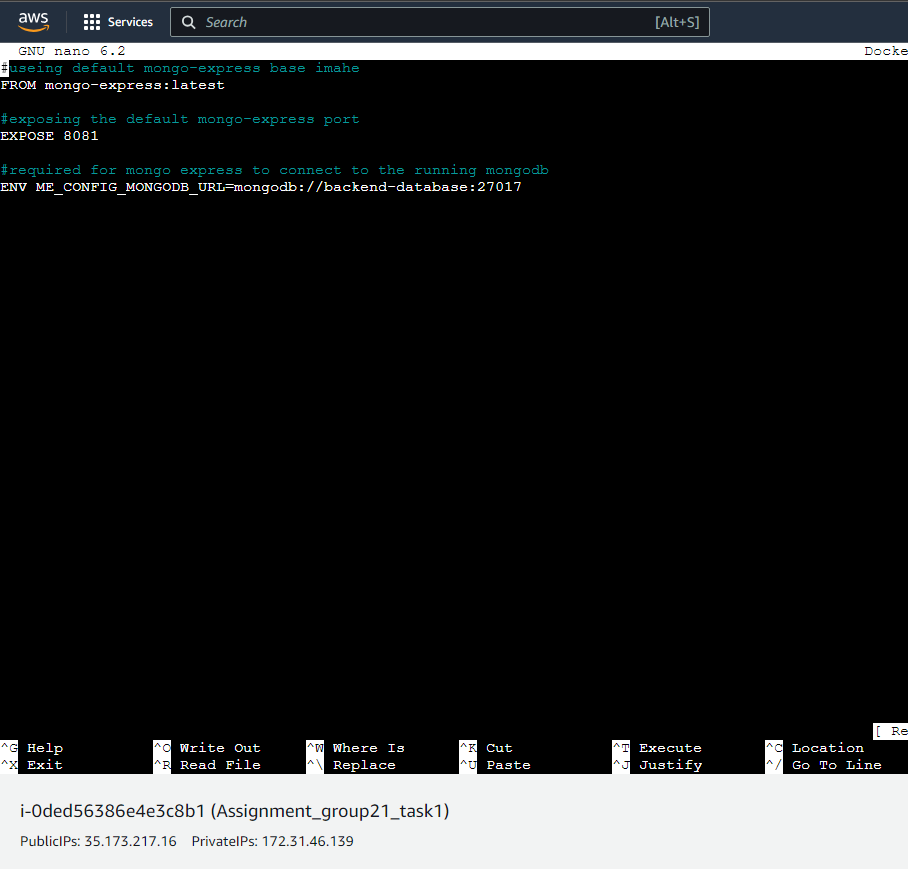 aws Services Search [Alt+S]
GNU nano 6.2 Docke
#useing default mongo-express base imahe
FROM mongo-express:latest
#exposing the default mongo-express port
EXPOSE 8081
#required for mongo express to connect to the running mongodb
ENV ME_CONFIG_MONGODB_URL=mongodb://backend-database:27017
[ Re
^G Help ^O Write Out ^W Where Is ^K Cut ^T Execute ^C Location
^X Exit ^R Read File ^\ Replace ^U Paste ^J Justify ^/ Go To Line
i-0ded56386e4e3c8b1 (Assignment_group21_task1)
PublicIPs: 35.173.217.16 PrivateIPs: 172.31.46.139